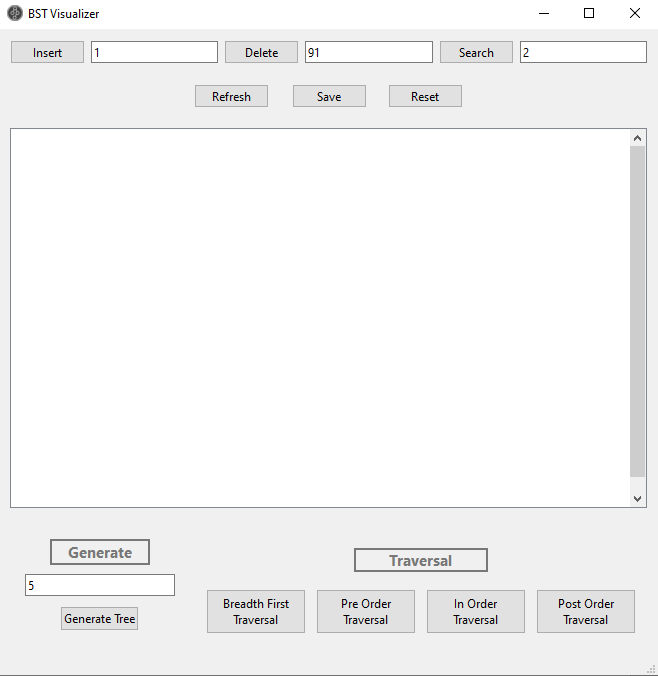 BST Visualizer
Insert 1 Delete 91 Search 2
Refresh Save Reset
Generate
5
Generate Tree
Traversal
Breadth First
Traversal
Pre Order
Traversal
In Order
Traversal
Post Order
Traversal